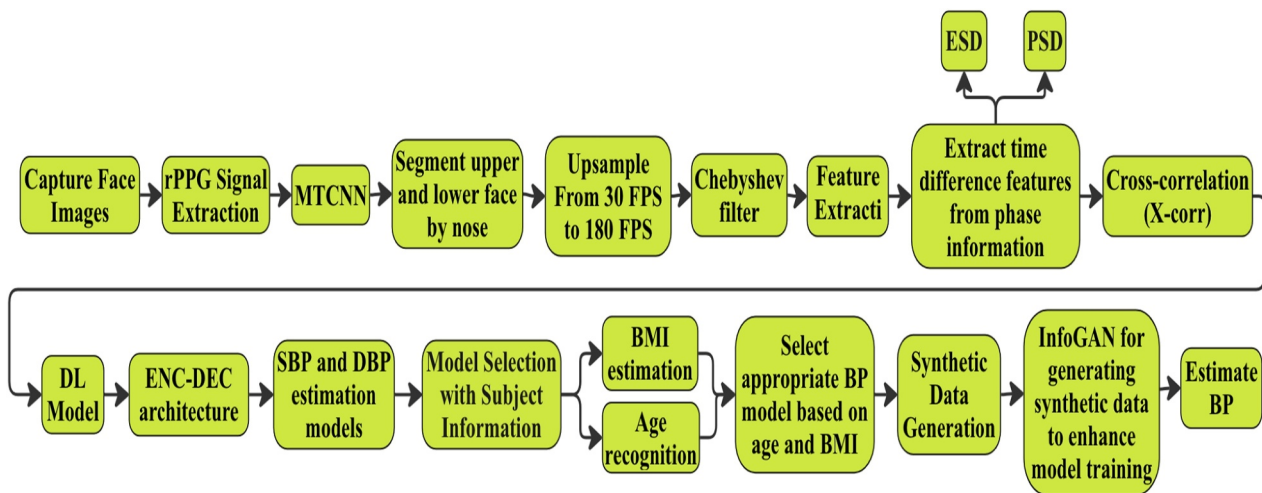 ESD
PSD
Capture Face
Images
rPPG Signal
Extraction
MTCNN
Segment upper
and lower face
by nose
Upsample
From 30 FPS
to 180 FPS
Chebyshev
filter
Feature
Extracti
Extract time
difference features
from phase
information
Cross-correlation
(X-corr)
DL
Model
ENC-DEC
architecture
SBP and DBP
estimation
models
Model Selection
with Subject
Information
BMI
estimation
Age
recognition
Select
appropriate BP
model based on
age and BMI
Synthetic
Data
Generation
InfoGAN for
generating
synthetic data
to enhance
model training
Estimate
BP